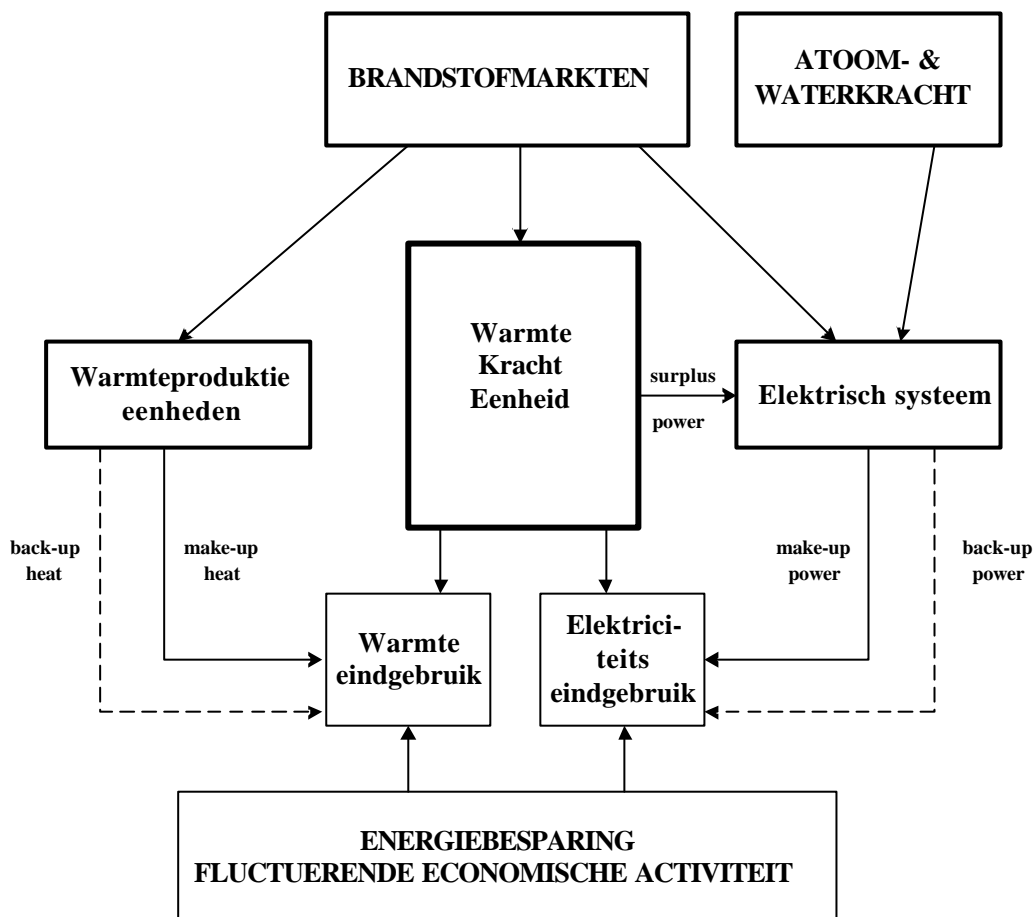 BRANDSTOFMARKTEN
ATOOM- &
WATERKRACHT
Warmte
Kracht
Eenheid
Warmteproduktie
eenheden
surplus
power
Elektrisch systeem
back-up
heat
make-up
heat
make-up
power
back-up
power
Warmte
eindgebruik
Elektrici-
teits
eindgebruik
ENERGIEBESPARING
FLUCTUERENDE ECONOMISCHE ACTIVITEIT